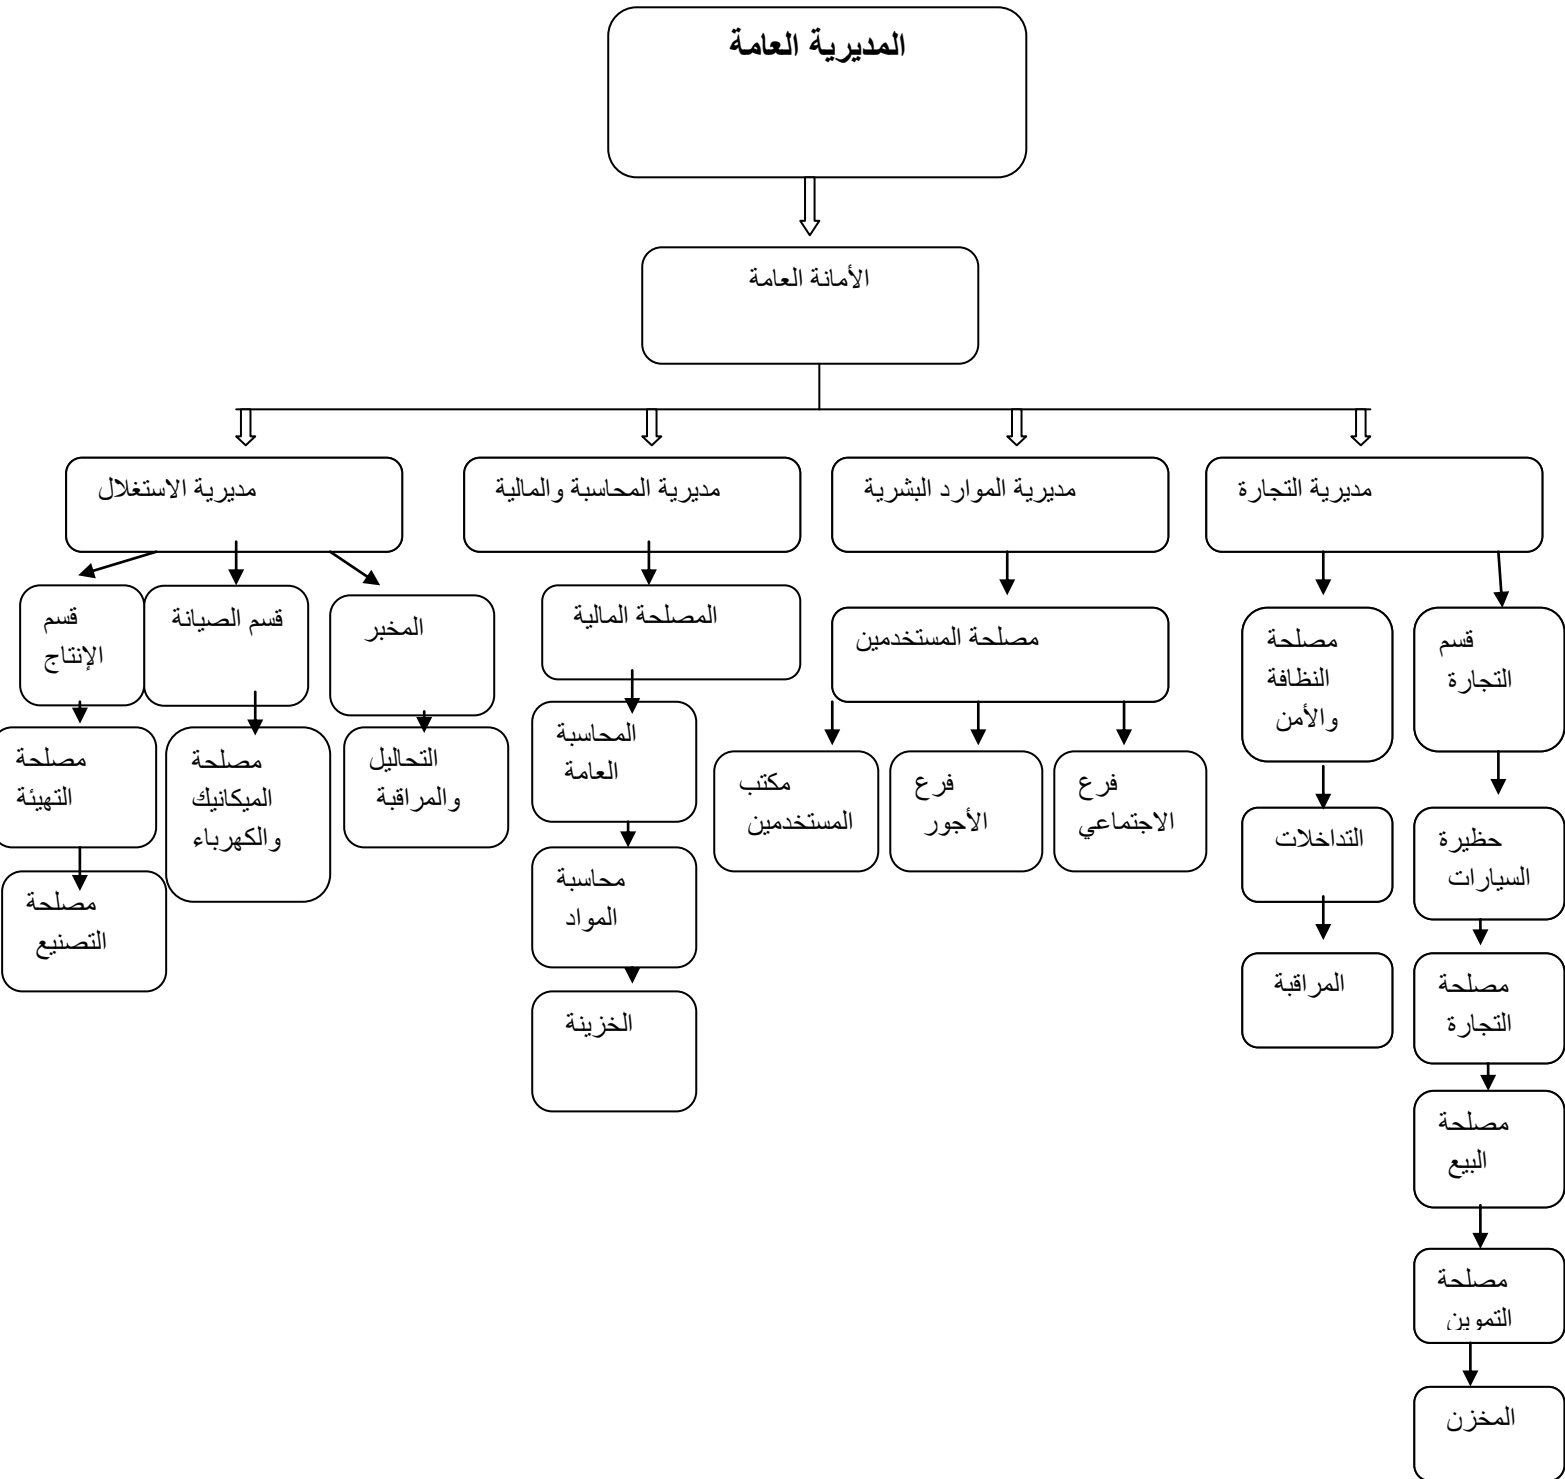 المديرية العامة
الأمانة العامة
مديرية التجارة
مديرية الموارد البشرية
مديرية المحاسبة والمالية
مديرية الاستغلال
قسم
التجارة
مصلحة
النظافة
والأمن
مصلحة المستخدمين
المصلحة المالية
المخبر
قسم الصيانة
قسم
الإنتاج
حظيرة
السيارات
التداخلات
فرع
الاجتماعي
فرع
الأجور
مكتب
المستخدمين
المحاسبة
العامة
التحاليل
والمراقبة
مصلحة
الميكانيك
والكهرباء
مصلحة
التهيئة
مصلحة
التجارة
المراقبة
محاسبة
المواد
مصلحة
التصنيع
الخزينة
مصلحة
البيع
مصلحة
التموين
المخزن